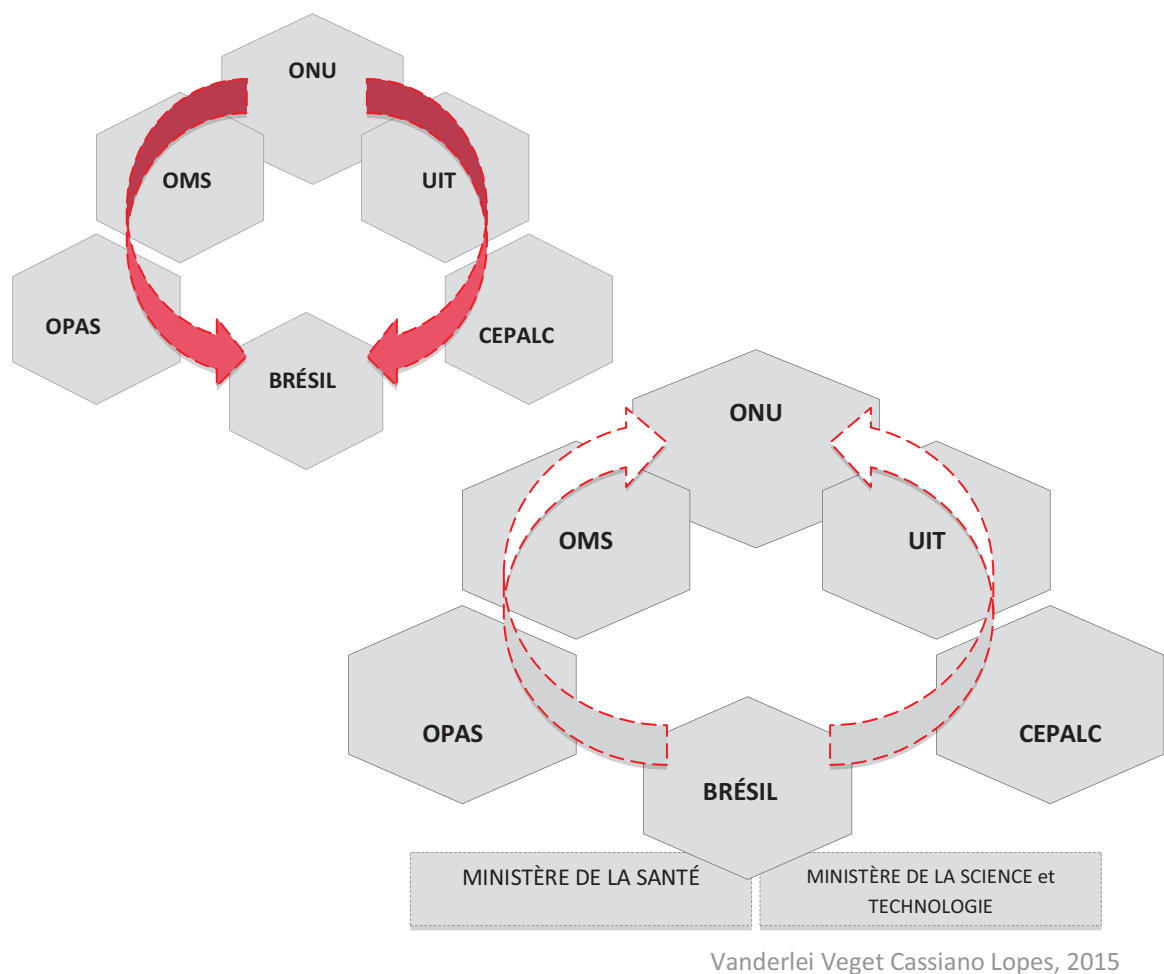 ONU
OMS
UIT
OPAS
CEPALC
BRÉSIL
ONU
OMS
UIT
OPAS
CEPALC
BRÉSIL
MINISTÈRE DE LA SANTÉ
MINISTÈRE DE LA SCIENCE et
TECHNOLOGIE
Vanderlei Veget Cassiano Lopes, 2015